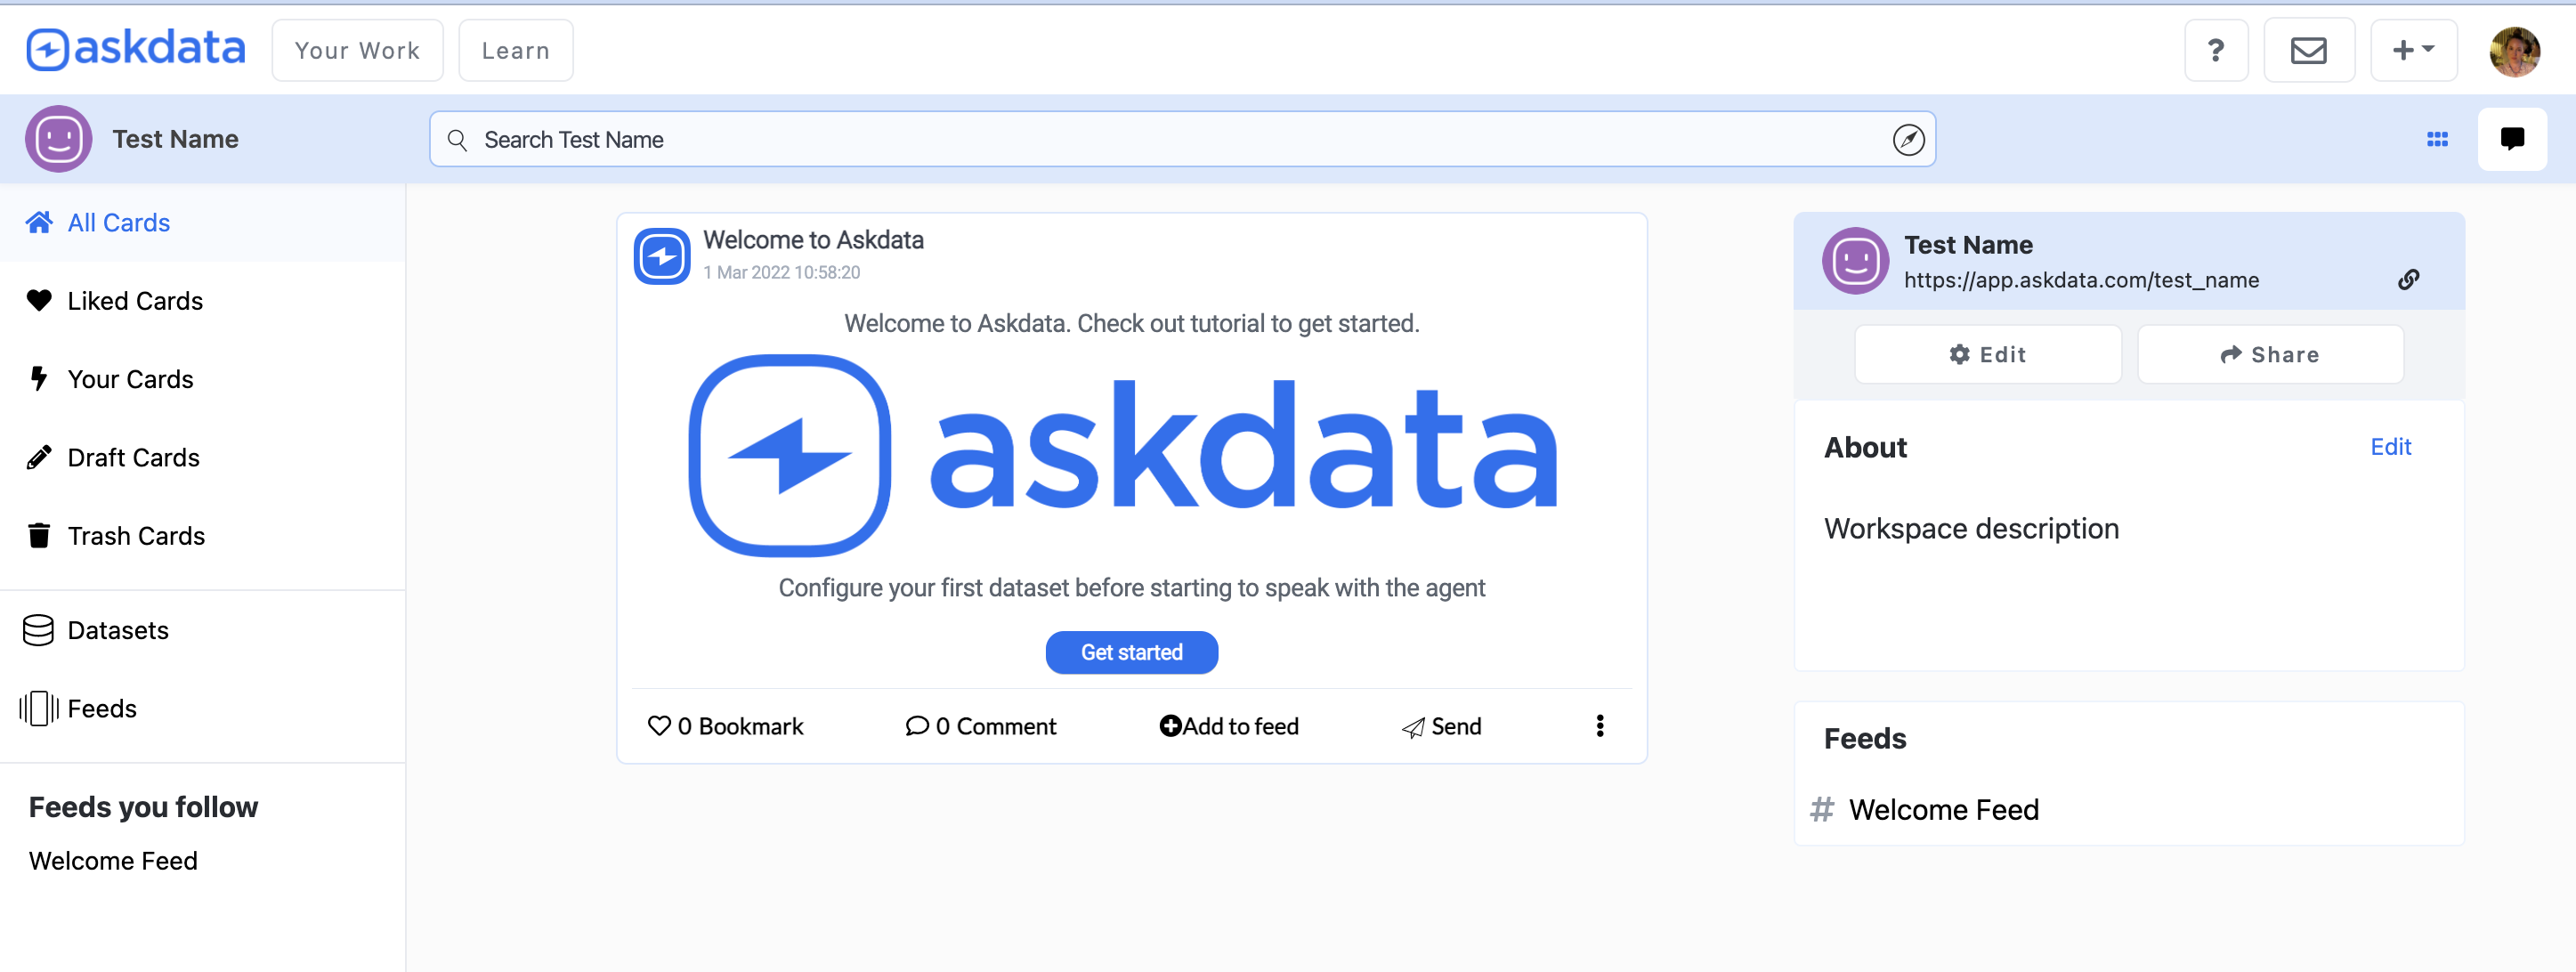 askdata
Your Work
Learn
?
Test Name
Search Test Name
All Cards
Liked Cards
Your Cards
Draft Cards
Trash Cards
Datasets
Feeds
Feeds you follow
Welcome Feed
Welcome to Askdata
1 Mar 2022 10:58:20
Welcome to Askdata. Check out tutorial to get started.
askdata
Configure your first dataset before starting to speak with the agent
Get started
0 Bookmark
0 Comment
Add to feed
Send
Test Name
https://app.askdata.com/test_name
Edit
Share
About
Edit
Workspace description
Feeds
# Welcome Feed